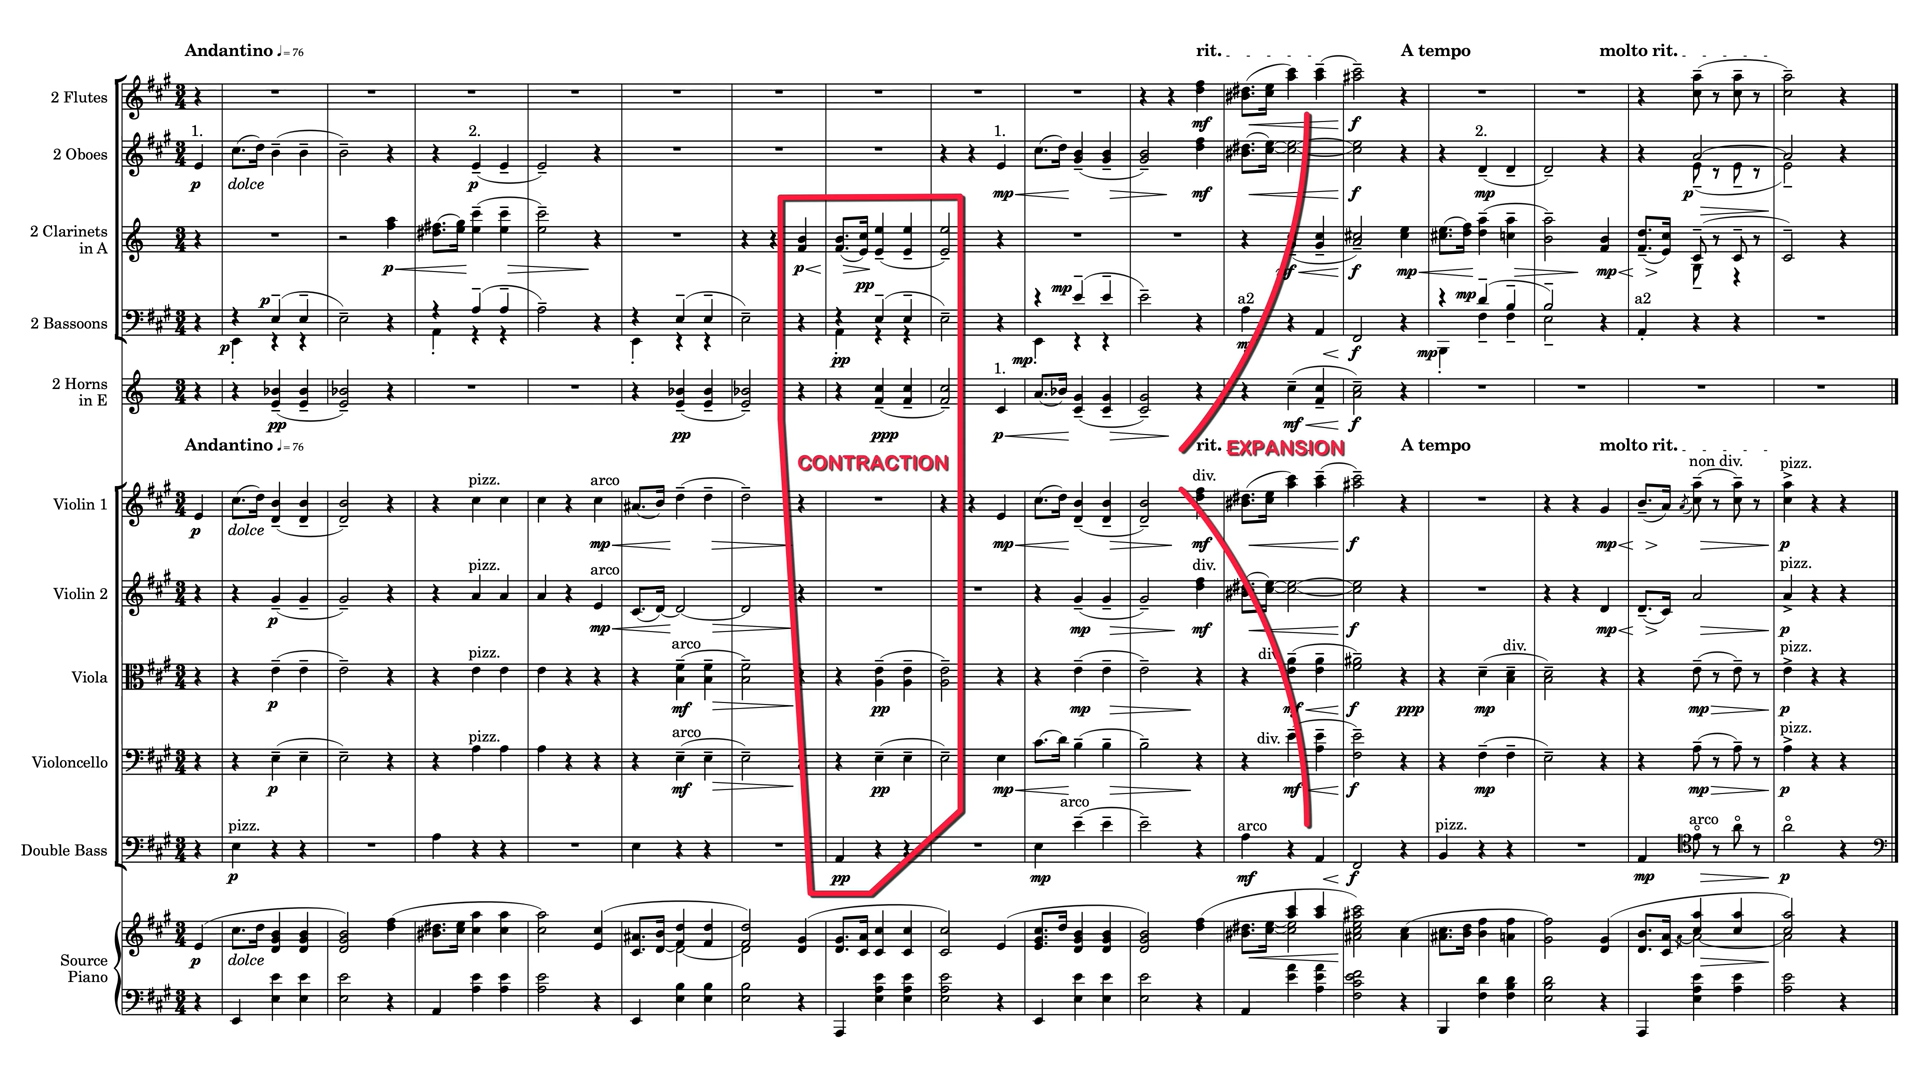 Andantino ♩= 76 rit. A tempo molto rit.
2 Flutes mf f
1. 2. 1. 2.
2 Oboes p dolce p mp mf f mp p
2 Clarinets
in A p p pp mf f mp mp
p mp a2 mp a2
2 Bassoons p pp mp f mp
1.
2 Horns
in E pp pp ppp p mf f
Andantino ♩= 76 CONTRACTION rit. EXPANSION A tempo molto rit.
pizz. arco div. non div. pizz.
Violin 1 p dolce mp mp mf f mp p
pizz. arco div. pizz.
Violin 2 p mp mp mf f mp p
pizz. arco div. div. pizz.
Viola p mf pp mp mf f ppp mp mp p
pizz. arco div. pizz.
Violoncello p mf pp mp mf f mp mp p
pizz. arco arco pizz. arco
Double Bass p pp mp mf f mp p
Source
Piano p dolce